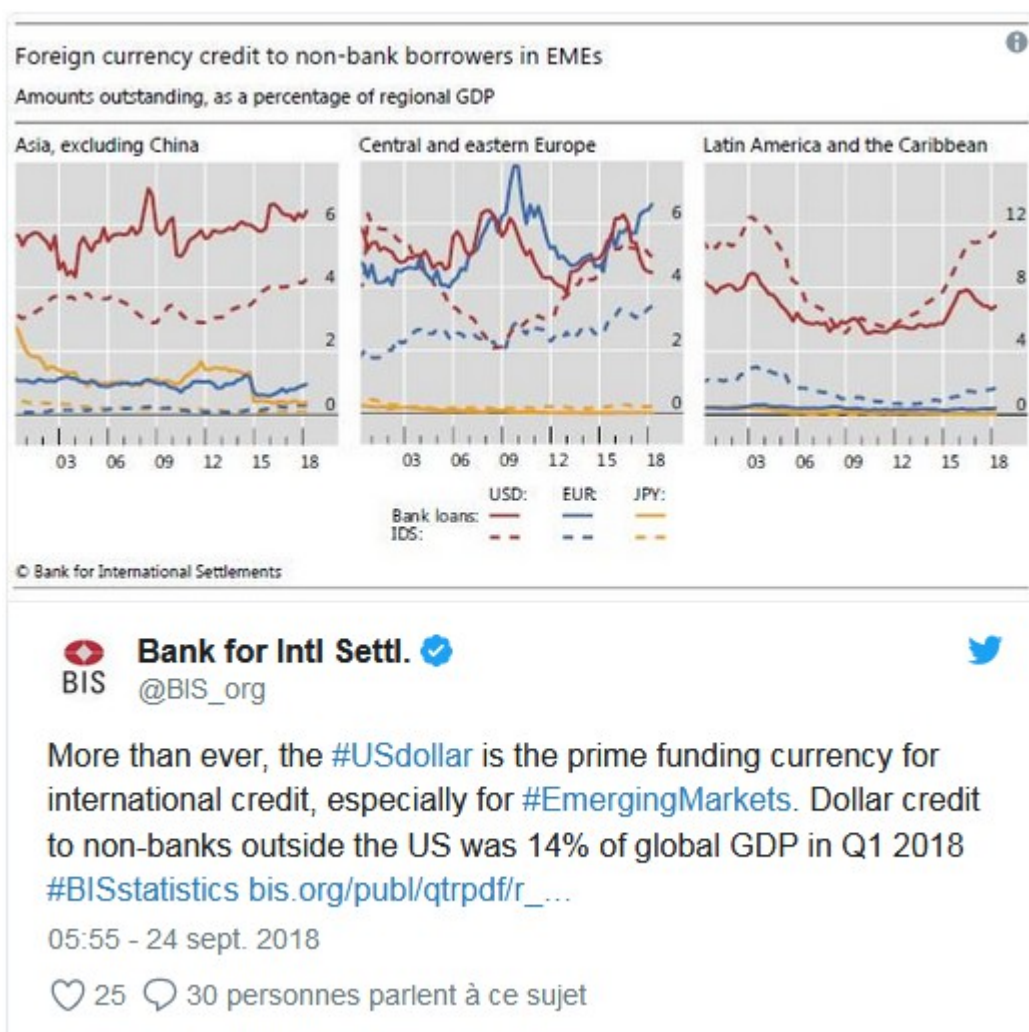 Foreign currency credit to non-bank borrowers in EMEs
Amounts outstanding, as a percentage of regional GDP
Asia, excluding China Central and eastern Europe Latin America and the Caribbean
6 6 12
4 4 8
2 2 4
0 0 0
03 06 09 12 15 18 03 06 09 12 15 18 03 06 09 12 15 18
USD: EUR: JPY:
Bank loans:
IDS:
© Bank for International Settlements
BIS
Bank for Intl Settl.
@BIS_org
More than ever, the #USdollar is the prime funding currency for
international credit, especially for #EmergingMarkets. Dollar credit
to non-banks outside the US was 14% of global GDP in Q1 2018
#BISstatistics bis.org/publ/qtrpdf/r_...
05:55 - 24 sept. 2018
25 30 personnes parlent à ce sujet